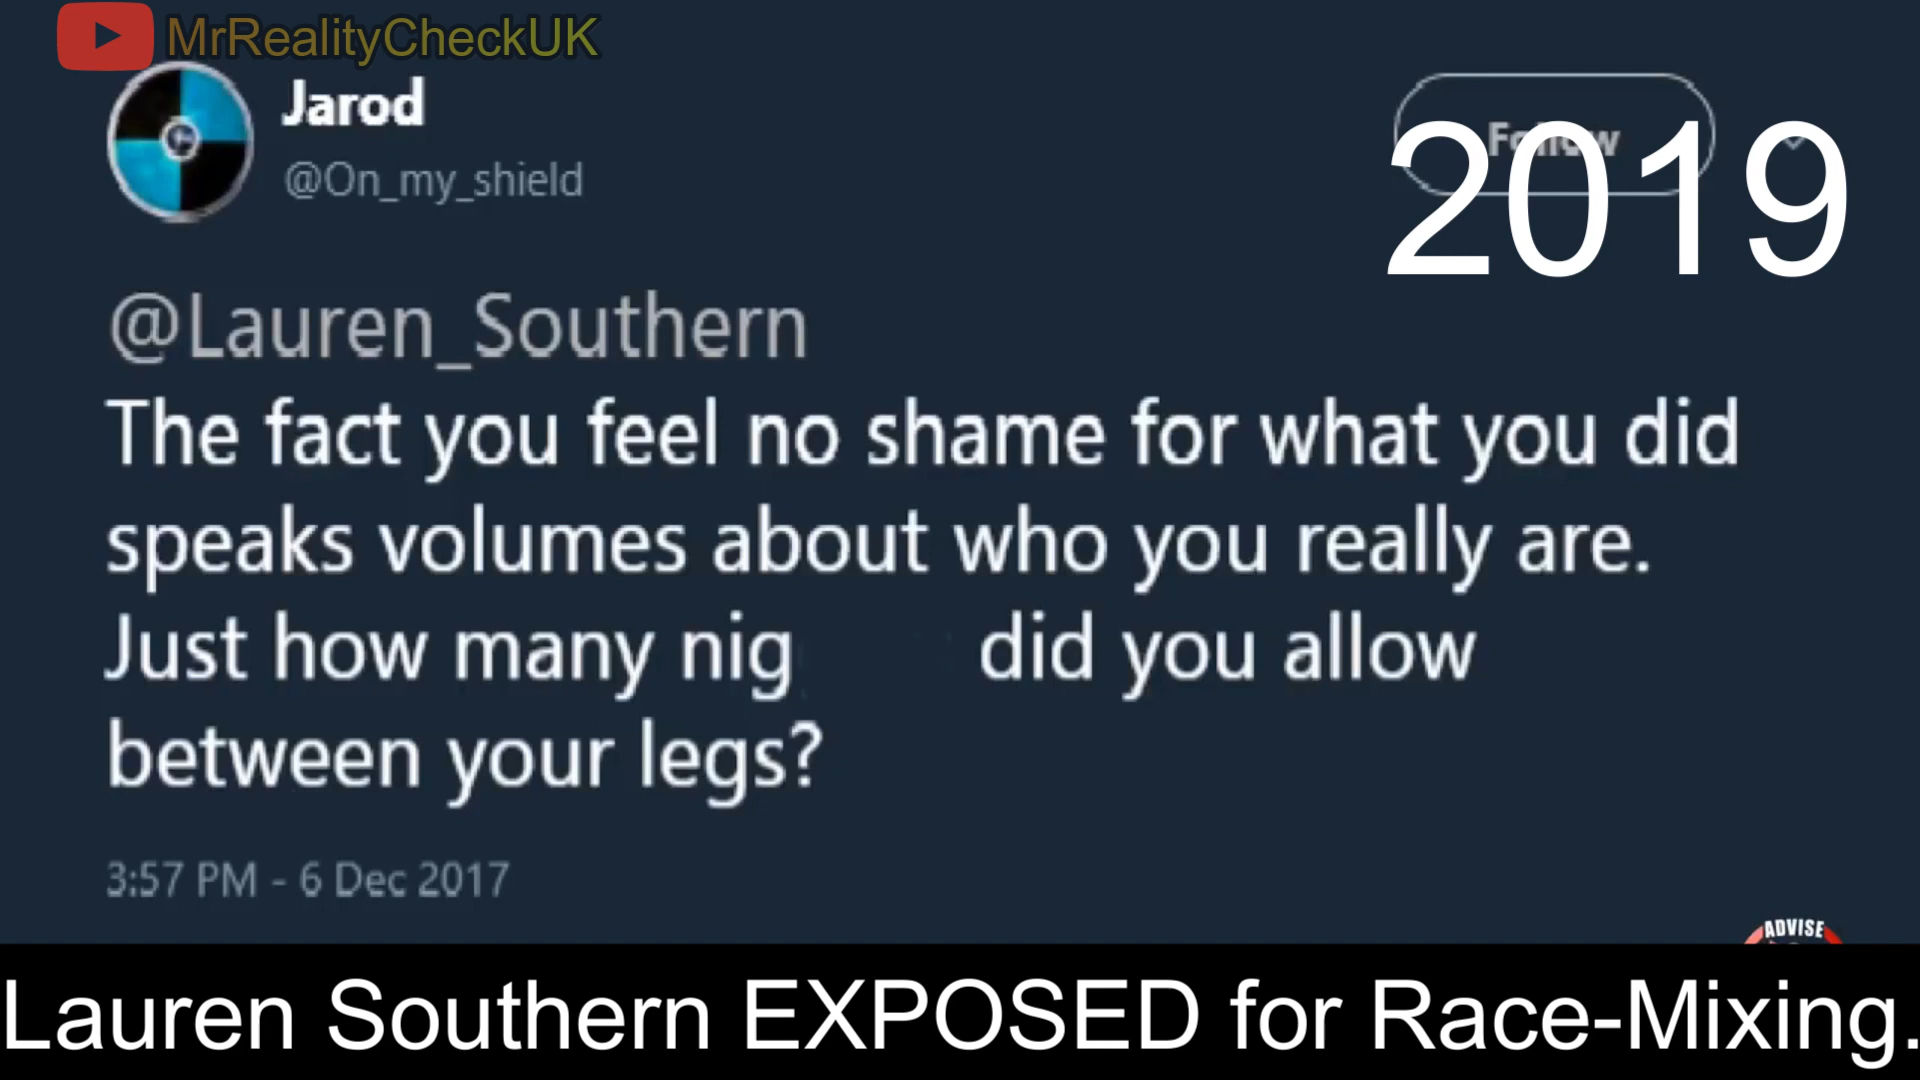 MrRealityCheckUK
Jarod
Follow
2019
@On_my_shield
@Lauren_Southern
The fact you feel no shame for what you did
speaks volumes about who you really are.
Just how many nig did you allow
between your legs?
3:57 PM - 6 Dec 2017
ADVISE
Lauren Southern EXPOSED for Race-Mixing.